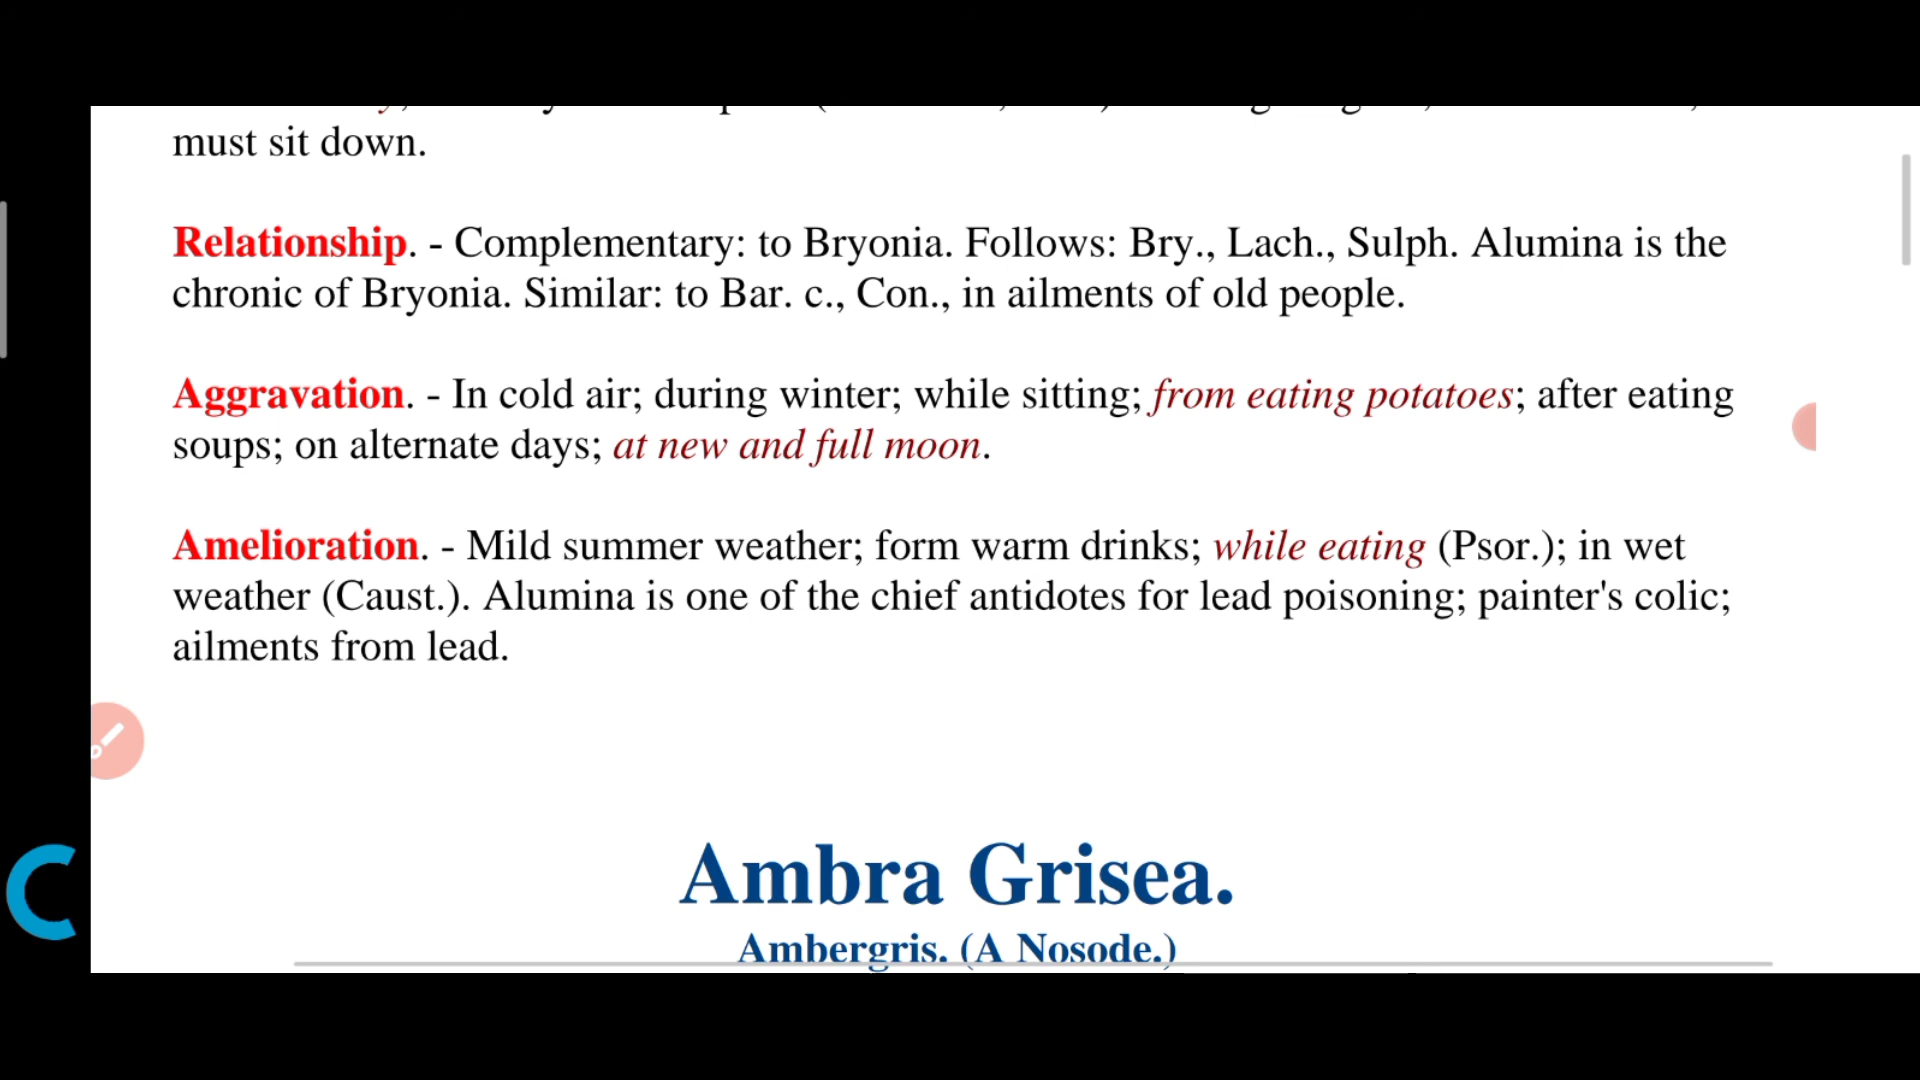 must sit down.
Relationship. - Complementary: to Bryonia. Follows: Bry., Lach., Sulph. Alumina is the
chronic of Bryonia. Similar: to Bar. c., Con., in ailments of old people.
Aggravation. - In cold air; during winter; while sitting; from eating potatoes; after eating
soups; on alternate days; at new and full moon.
Amelioration. - Mild summer weather; form warm drinks; while eating (Psor.); in wet
weather (Caust.). Alumina is one of the chief antidotes for lead poisoning; painter's colic;
ailments from lead.
Ambra Grisea.
Ambergris. (A Nosode.)